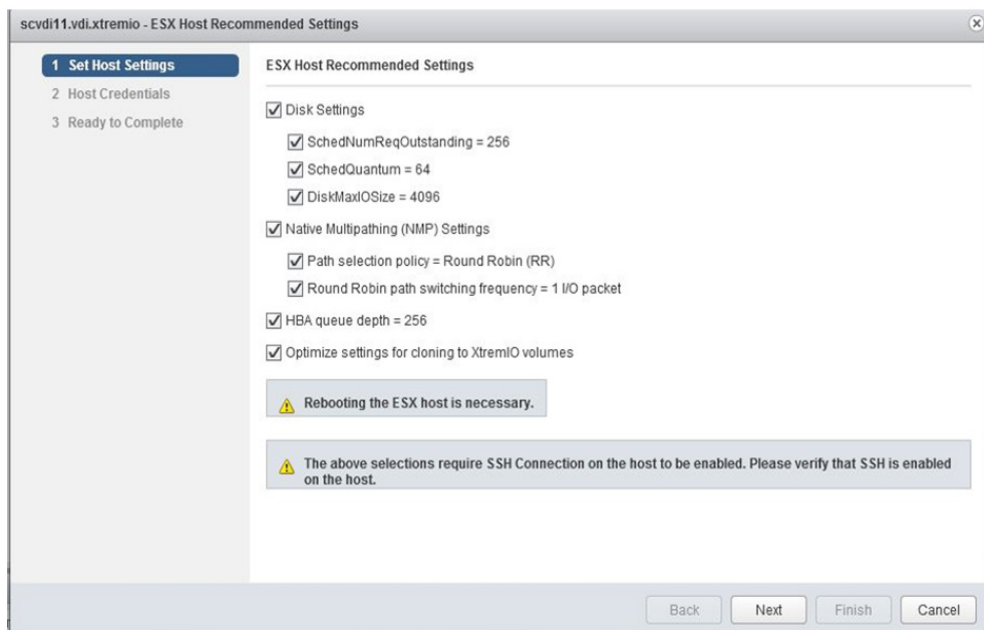 scvdi11.vdi.xtremio - ESX Host Recommended Settings
1 Set Host Settings
2 Host Credentials
3 Ready to Complete
ESX Host Recommended Settings
Disk Settings
SchedNumReqOutstanding = 256
SchedQuantum = 64
DiskMaxIOSize = 4096
Native Multipathing (NMP) Settings
Path selection policy = Round Robin (RR)
Round Robin path switching frequency = 1 I/O packet
HBA queue depth = 256
Optimize settings for cloning to XtremIO volumes
Rebooting the ESX host is necessary.
The above selections require SSH Connection on the host to be enabled. Please verify that SSH is enabled
on the host.
Back
Next
Finish
Cancel